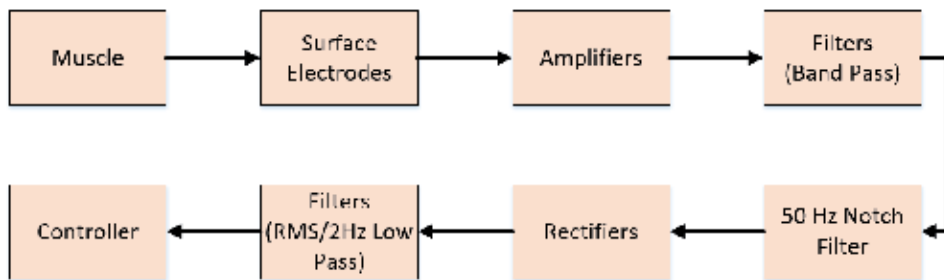 Muscle
Surface
Electrodes
Amplifiers
Filters
(Band Pass)
50 Hz Notch
Filter
Rectifiers
Filters
(RMS/2Hz Low
Pass)
Controller